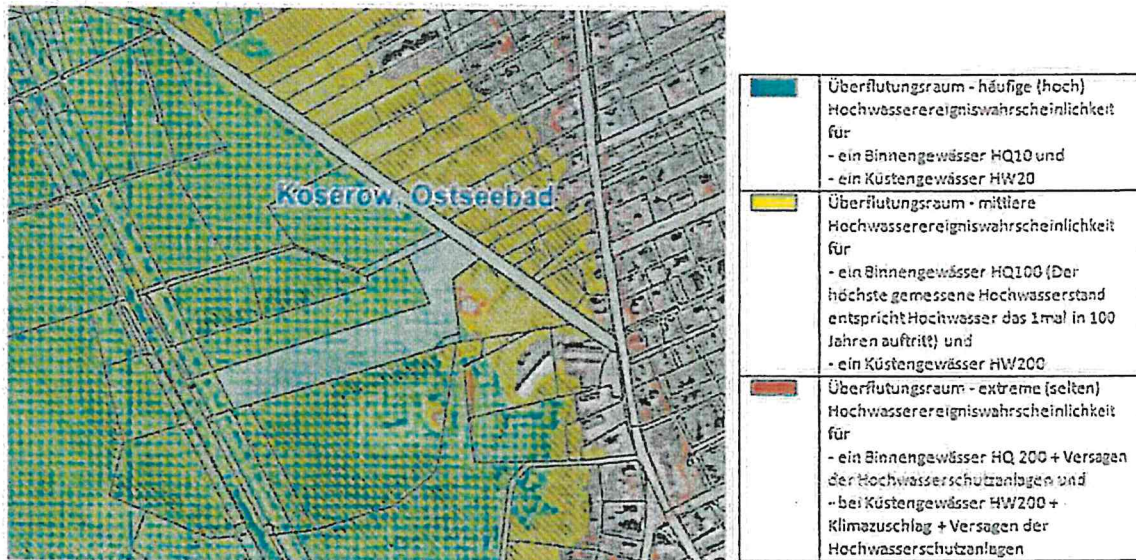 Koserow, Ostseebad
Überflutungsraum - häufige (hoch)
Hochwasserereigniswahrscheinlichkeit
für
- ein Binnengewässer HQ10 und
- ein Küstengewässer HW20
Überflutungsraum - mittlere
Hochwasserereigniswahrscheinlichkeit
für
- ein Binnengewässer HQ100 (Der
höchste gemessene Hochwasserstand
entspricht Hochwasser das 1mal in 100
Jahren auftritt) und
- ein Küstengewässer HW200
Überflutungsraum - extreme (selten)
Hochwasserereigniswahrscheinlichkeit
für
- ein Binnengewässer HQ 200 + Versagen
der Hochwasserschutzanlagen und
- bei Küstengewässer HW200 +
Klimazuschlag + Versagen der
Hochwasserschutzanlagen